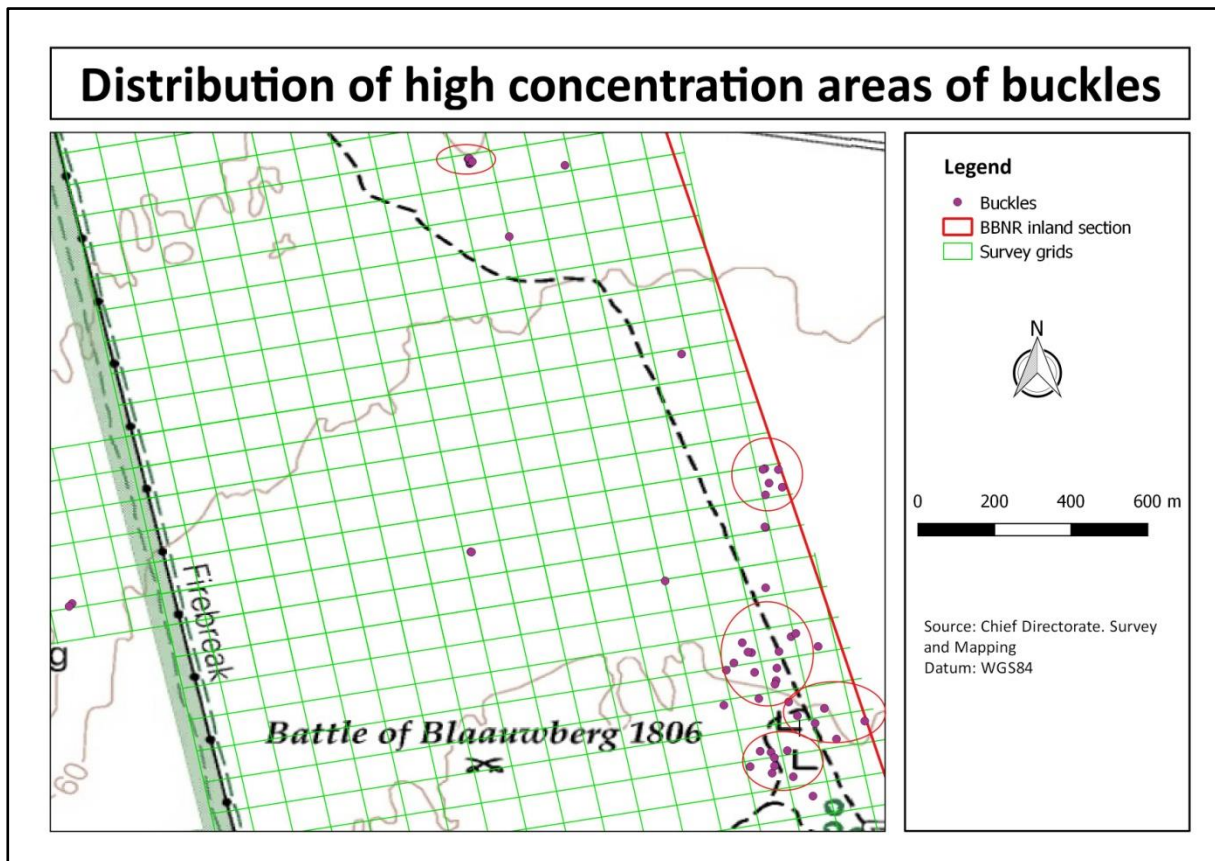 Distribution of high concentration areas of buckles
Firebreak
g
Battle of Blaauwberg 1806
60
Legend
Buckles
BBNR inland section
Survey grids
N
0 200 400 600 m
Source: Chief Directorate. Survey
and Mapping
Datum: WGS84